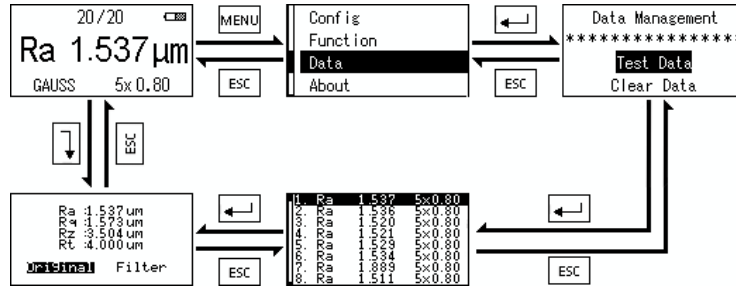 20/20
Ra 1.537 µm
GAUSS 5x0.80
MENU
ESC
Config
Function
Data
About
ESC
Data Management
***************
Test Data
Clear Data
ESC
Ra :1.537um
Rq :1.573um
Rz :3.504um
Rt :4.000um
Original Filter
ESC
1. Ra 1.537 5x0.80
2. Ra 1.536 5x0.80
3. Ra 1.520 5x0.80
4. Ra 1.521 5x0.80
5. Ra 1.529 5x0.80
6. Ra 1.534 5x0.80
7. Ra 1.889 5x0.80
8. Ra 1.511 5x0.80
ESC